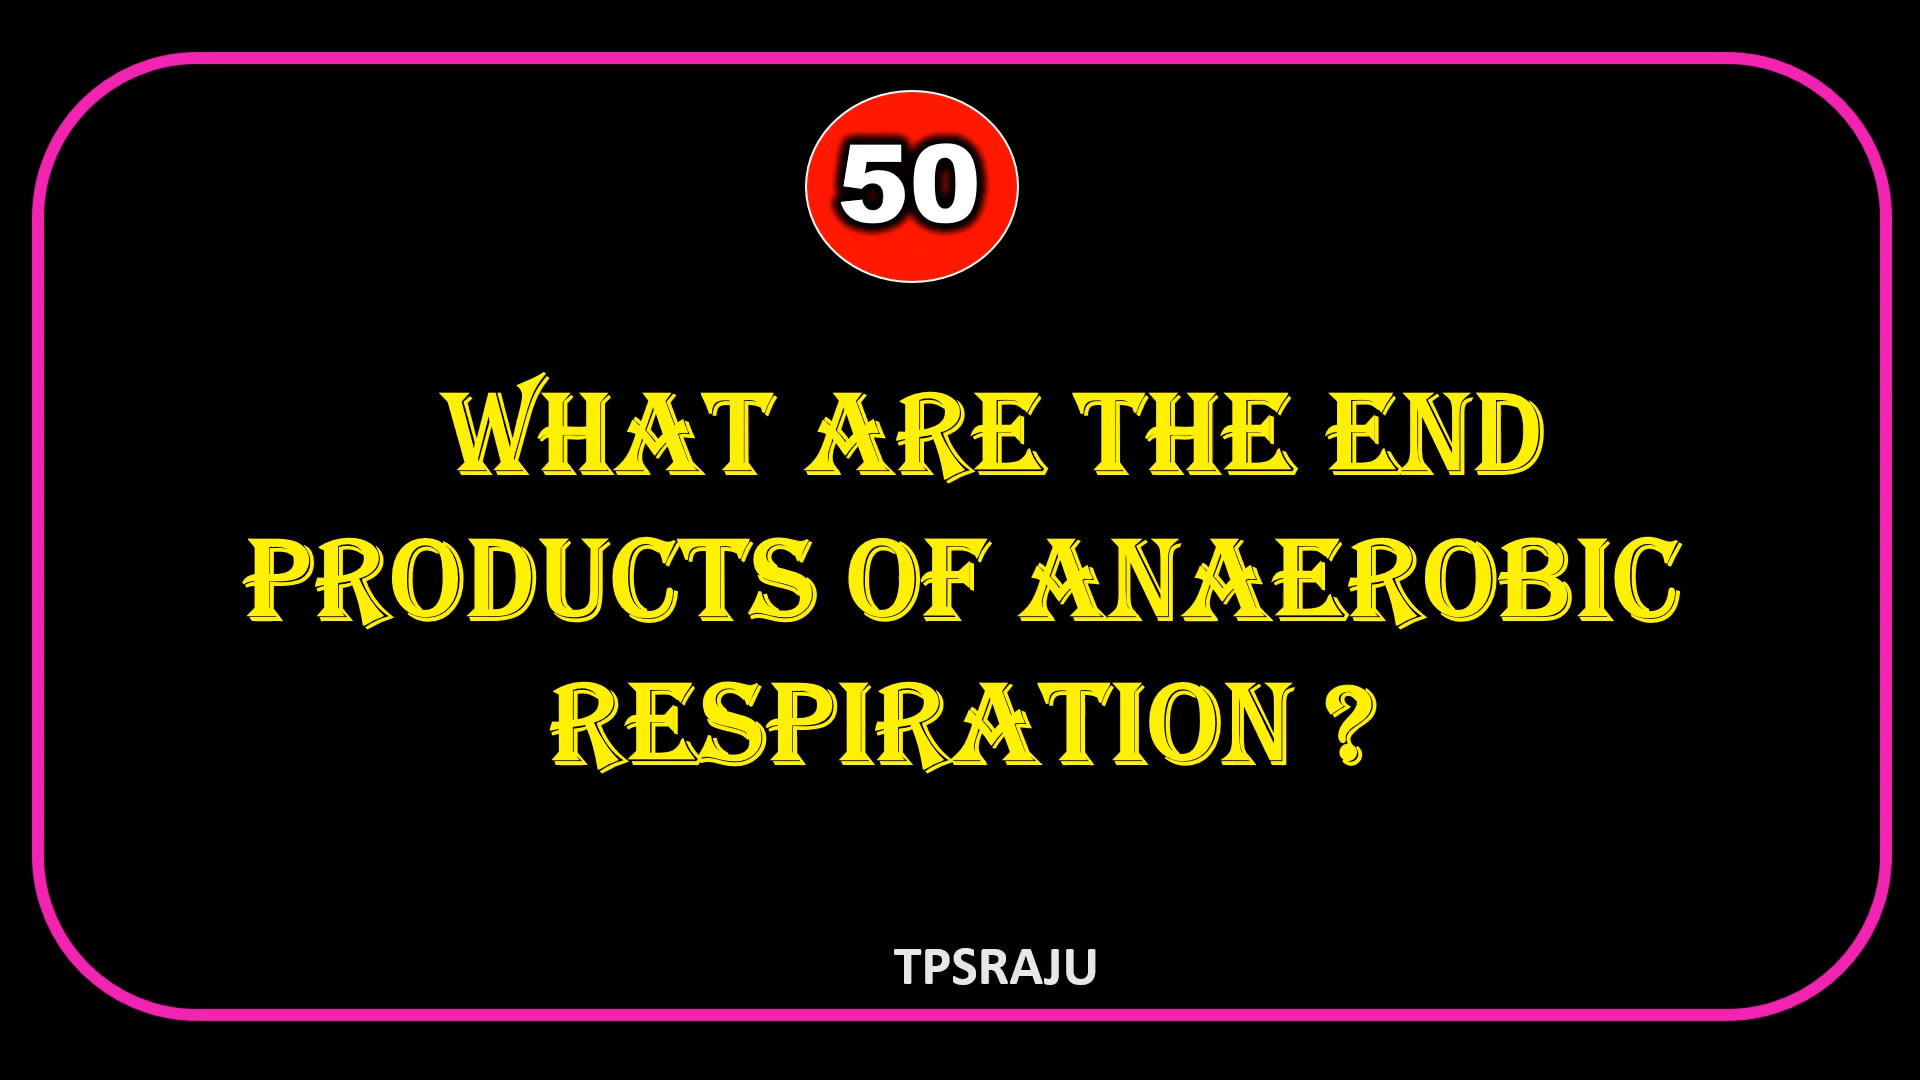 50
WHAT ARE THE END
PRODUCTS OF ANAEROBIC
RESPIRATION ?
TPSRAJU